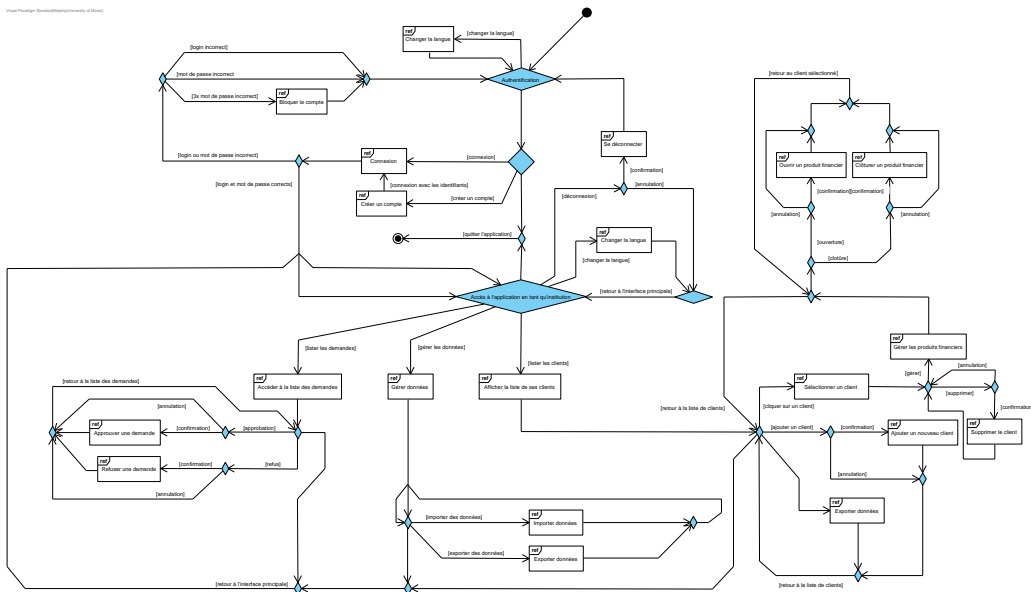 Visual Paradigm Standard(leplny(University of Mons))
ref
Changer la langue
[changer la langue]
[login incorrect]
[mot de passe incorrect
[3x mot de passe incorrect]
ref
Bloquer le compte
Authentification
[retour au client sélectionné]
ref
Se déconnecter
ref
Ouvrir un produit financier
ref
Clôturer un produit financier
[login ou mot de passe incorrect]
ref
Connexion
[connexion]
[confirmation]
[login et mot de passe corrects]
[connexion avec les identifiants]
[annulation]
ref
Créer un compte
[créer un compte]
[déconnexion]
[confirmation][confirmation]
[annulation]
[annulation]
[quitter l'application]
ref
Changer la langue
[changer la langue]
[ouverture]
[clotûre]
Accès à l'application en tant qu'institution
[retour à l'interface principale]
[lister les demandes]
[gérer les données]
[lister les clients]
ref
Gérer les produits financiers
[annulation]
[gérer]
[retour à la liste des demandes]
ref
Accéder à la liste des demandes
ref
Gérer données
ref
Afficher la liste de ses clients
ref
Sélectionner un client
[supprimer]
[retour à la liste de clients]
[cliquer sur un client]
[confirmation
[annulation]
ref
Approuver une demande
[confirmation]
[approbation]
[ajouter un client]
[confirmation]
ref
Ajouter un nouveau client
ref
Supprimer le client
ref
Refuser une demande
[confirmation]
[refus]
[annulation]
[annulation]
[importer des données]
ref
Importer données
ref
Exporter données
[exporter des données]
ref
Exporter données
[retour à l'interface principale]
[retour à la liste de clients]